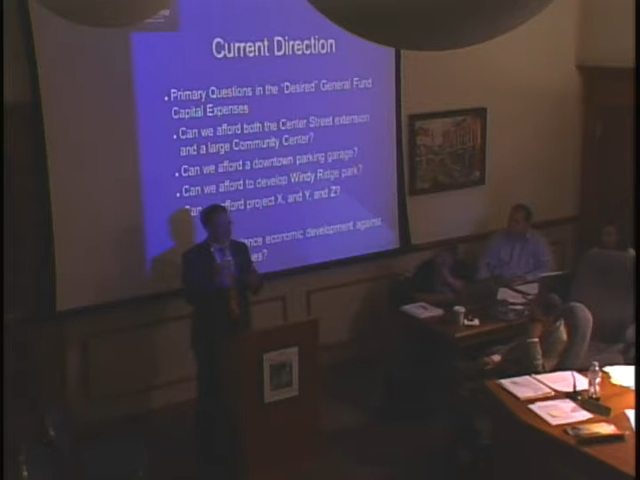 Current Direction
• Primary Questions in the "Desired" General Fund
Capital Expenses
• Can we afford both the Center Street extension
and a large Community Center?
• Can we afford a downtown parking garage?
• Can we afford to develop Windy Ridge park?
afford project X, and Y, and Z?
economic development against